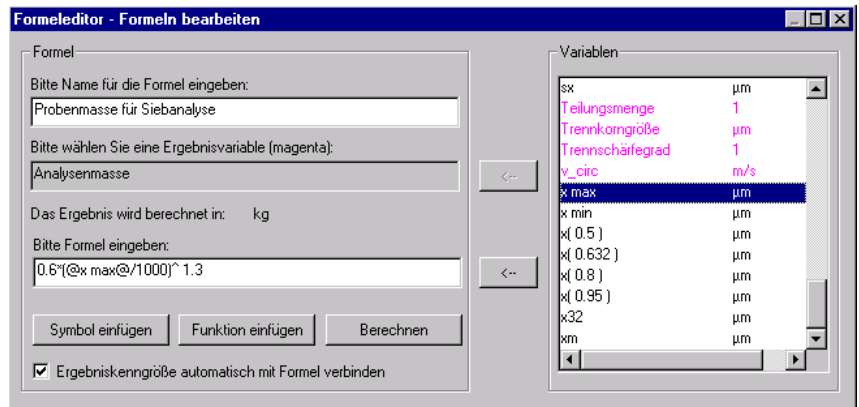 Formeleditor - Formeln bearbeiten
Formel
Bitte Name für die Formel eingeben:
Probenmasse für Siebanalyse
Bitte wählen Sie eine Ergebnisvariable (magenta):
Analysenmasse
Das Ergebnis wird berechnet in: kg
Bitte Formel eingeben:
0.6*(@x max@/1000)^ 1.3
Symbol einfügen Funktion einfügen Berechnen
Ergebniskenngröße automatisch mit Formel verbinden
<--
<--
Variablen
sx µm
Teilungsmenge 1
Trennkorngröße µm
Trennschärfegrad 1
v_circ m/s
x max µm
x min µm
x( 0.5 ) µm
x( 0.632 ) µm
x( 0.8 ) µm
x( 0.95 ) µm
x32 µm
xm µm